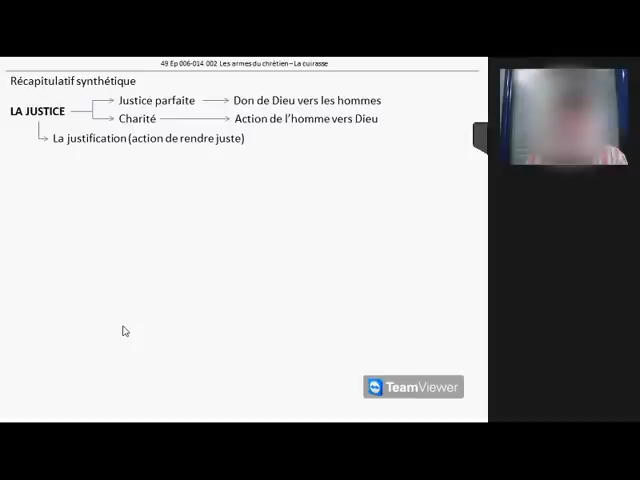 49 Ep 006-014 002 Les armes du chrétien – La cuirasse
Récapitulatif synthétique
LA JUSTICE
Justice parfaite Don de Dieu vers les hommes
Charité Action de l'homme vers Dieu
La justification (action de rendre juste)
TeamViewer